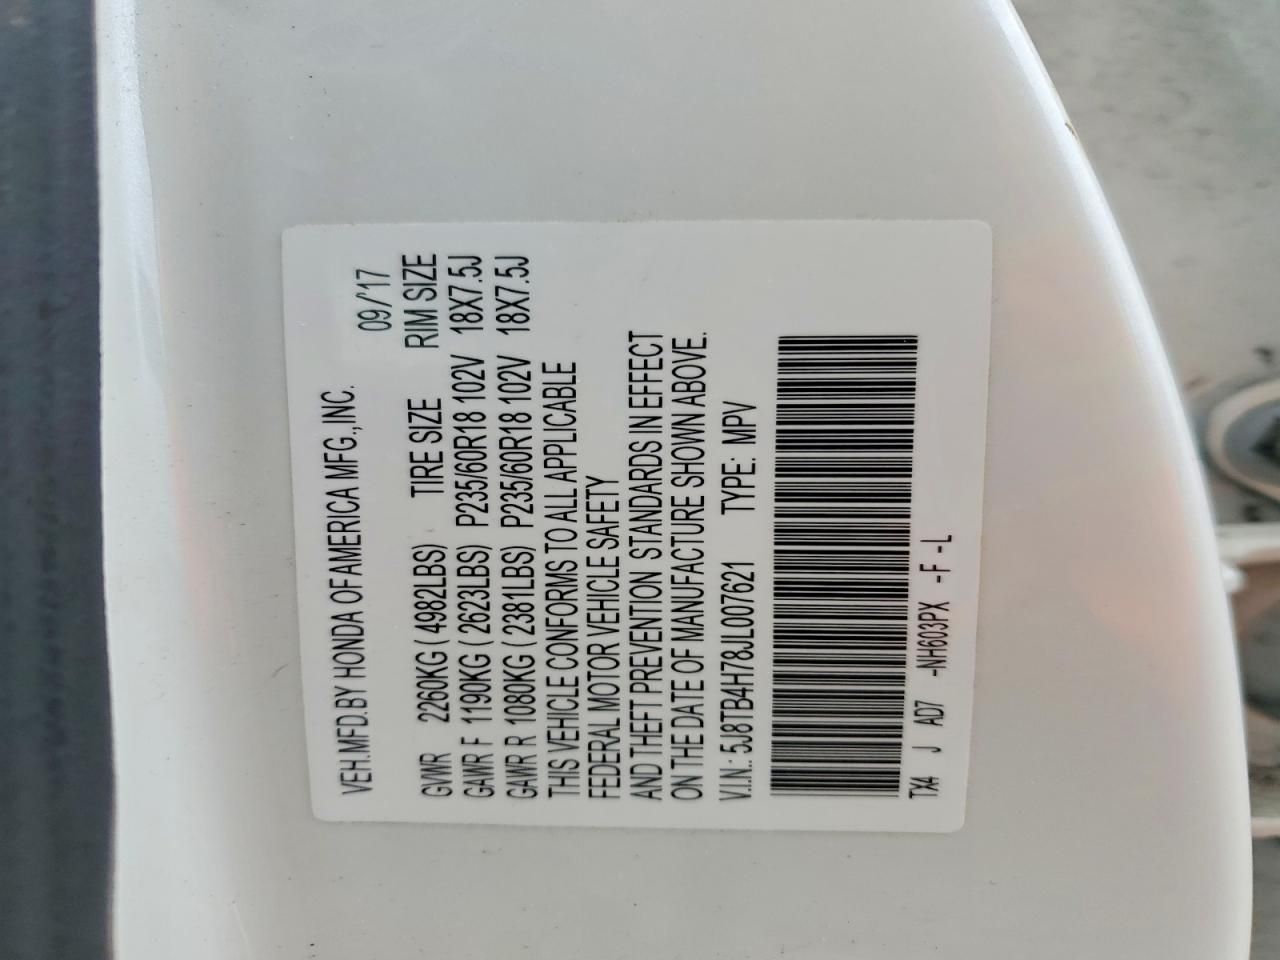 VEH.MFD.BY HONDA OF AMERICA MFG.,INC.
09/'17
GVWR 2260KG ( 4982LBS) TIRE SIZE RIM SIZE
GAWR F 1190KG ( 2623LBS) P235/60R18 102V 18X7.5J
GAWR R 1080KG ( 2381LBS) P235/60R18 102V 18X7.5J
THIS VEHICLE CONFORMS TO ALL APPLICABLE
FEDERAL MOTOR VEHICLE SAFETY
AND THEFT PREVENTION STANDARDS IN EFFECT
ON THE DATE OF MANUFACTURE SHOWN ABOVE.
V.I.N.: 5J8TB4H78JL007621 TYPE: MPV
TX4 J AD7 -NH603PX -F -L